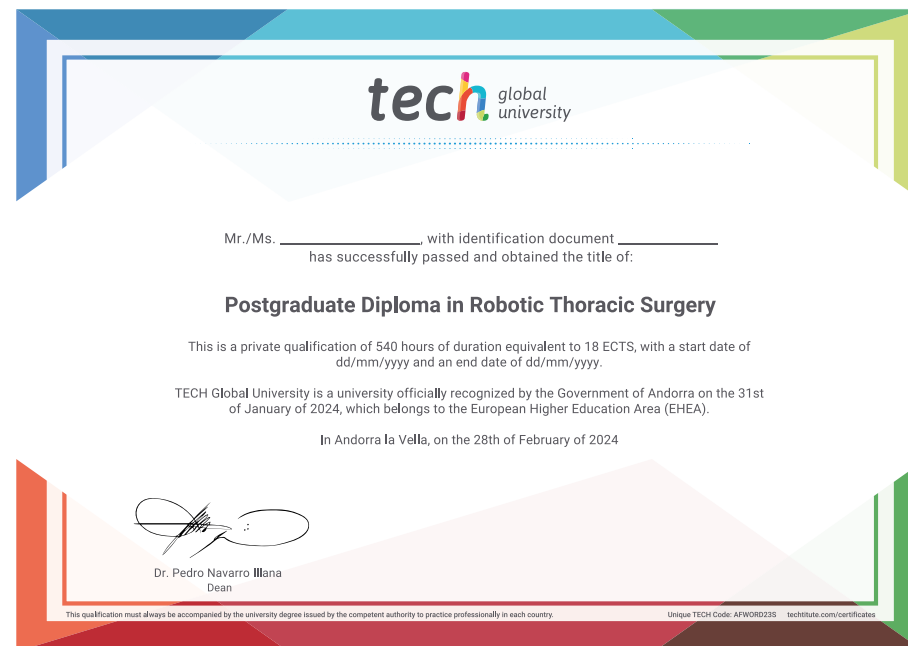 tech global university
Mr./Ms. ____________________, with identification document ______________
has successfully passed and obtained the title of:
Postgraduate Diploma in Robotic Thoracic Surgery
This is a private qualification of 540 hours of duration equivalent to 18 ECTS, with a start date of
dd/mm/yyyy and an end date of dd/mm/yyyy.
TECH Global University is a university officially recognized by the Government of Andorra on the 31st
of January of 2024, which belongs to the European Higher Education Area (EHEA).
In Andorra la Vella, on the 28th of February of 2024
Dr. Pedro Navarro Illana
Dean
This qualification must always be accompanied by the university degree issued by the competent authority to practice professionally in each country.
Unique TECH Code: AFWORD23S techtitute.com/certificates